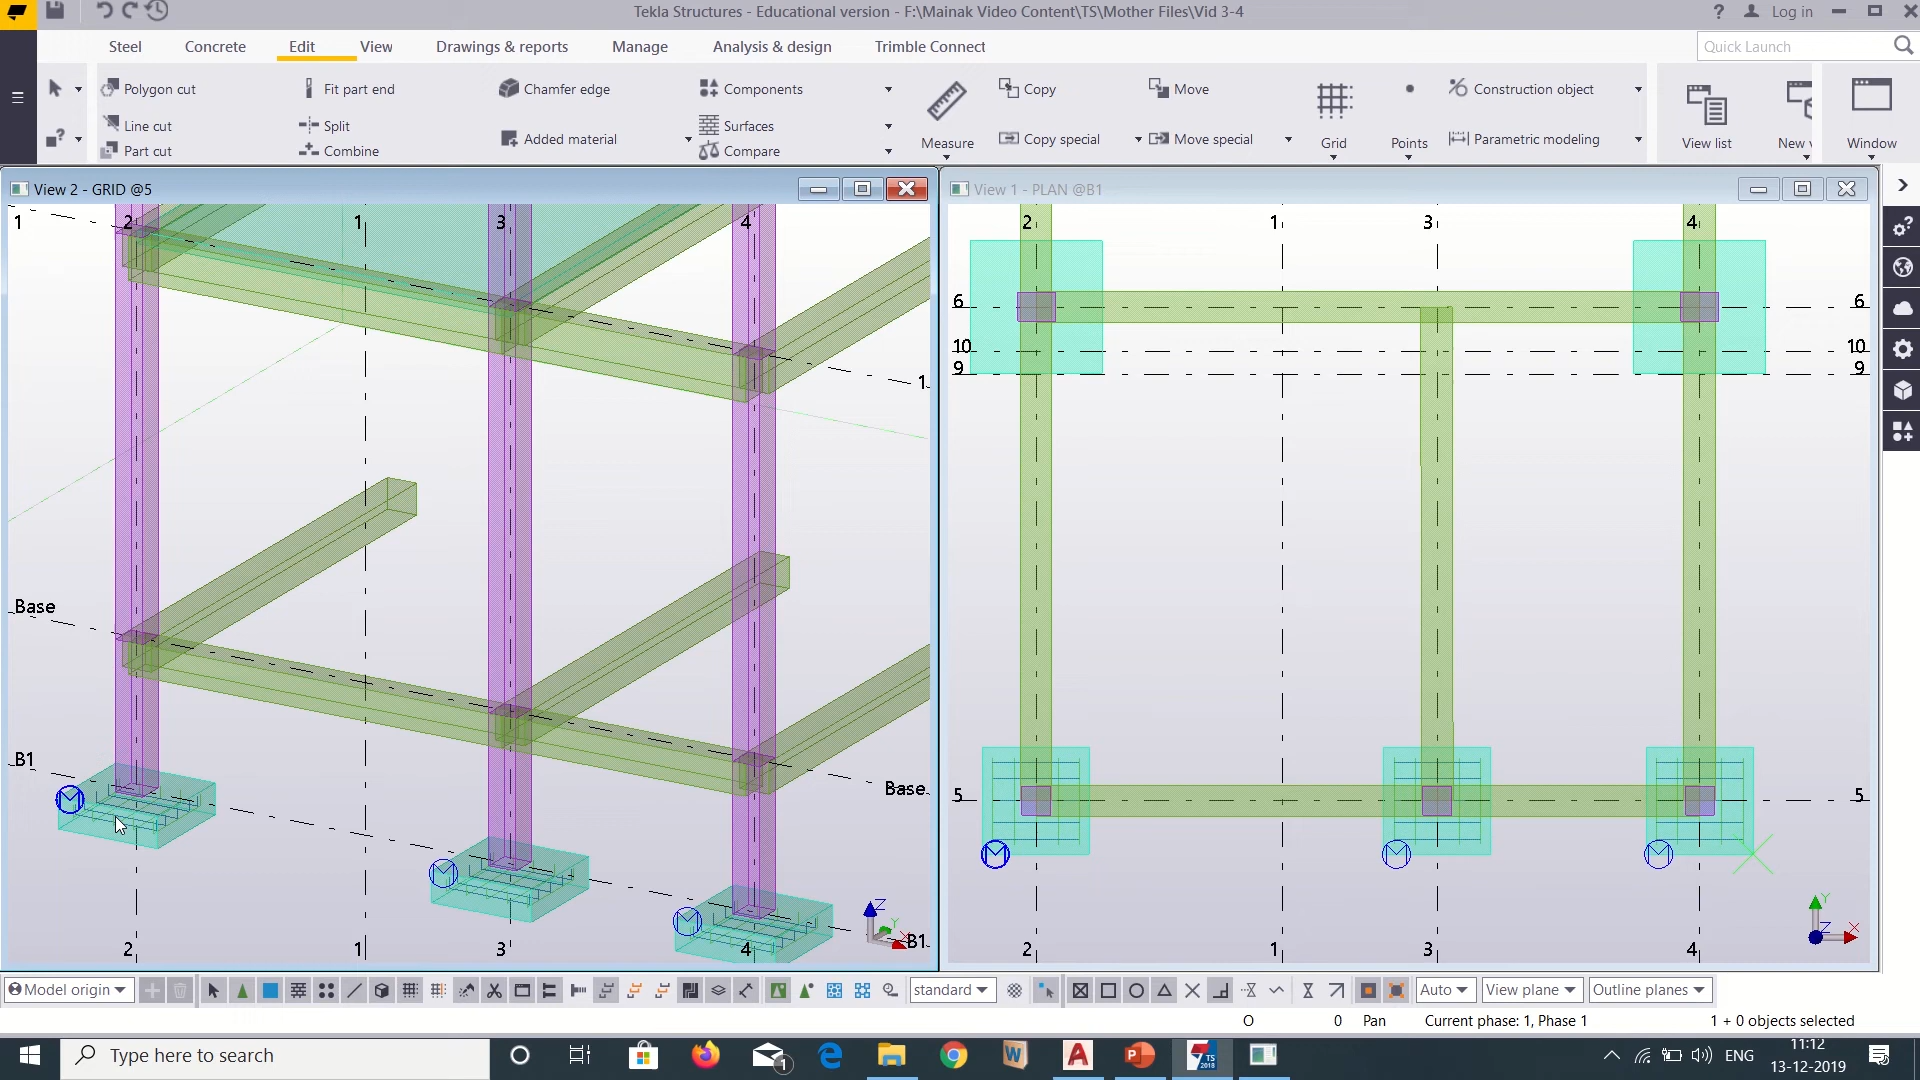 Tekla Structures - Educational version - F:\Mainak Video Content\TS\Mother Files\Vid 3-4
? Log in
Steel Concrete Edit View Drawings & reports Manage Analysis & design Trimble Connect
Quick Launch
Polygon cut Fit part end Chamfer edge Components Copy Move Construction object
Line cut Split Surfaces
Added material Copy special Move special Parametric modeling
Part cut Combine Compare
Measure Grid Points View list New Window
View 2 - GRID @5
View 1 - PLAN @B1
1 2 1 3 4
2 1 3 4
6 6
10 10
9 9
1
Base
B1
Base
5 5
B1
2 1 3 4
2 1 3 4
Z Y X
Y Z X
Model origin standard Auto View plane Outline planes
O 0 Pan Current phase: 1, Phase 1 1 + 0 objects selected
Type here to search
1
TS
2018
ENG
11:12
13-12-2019